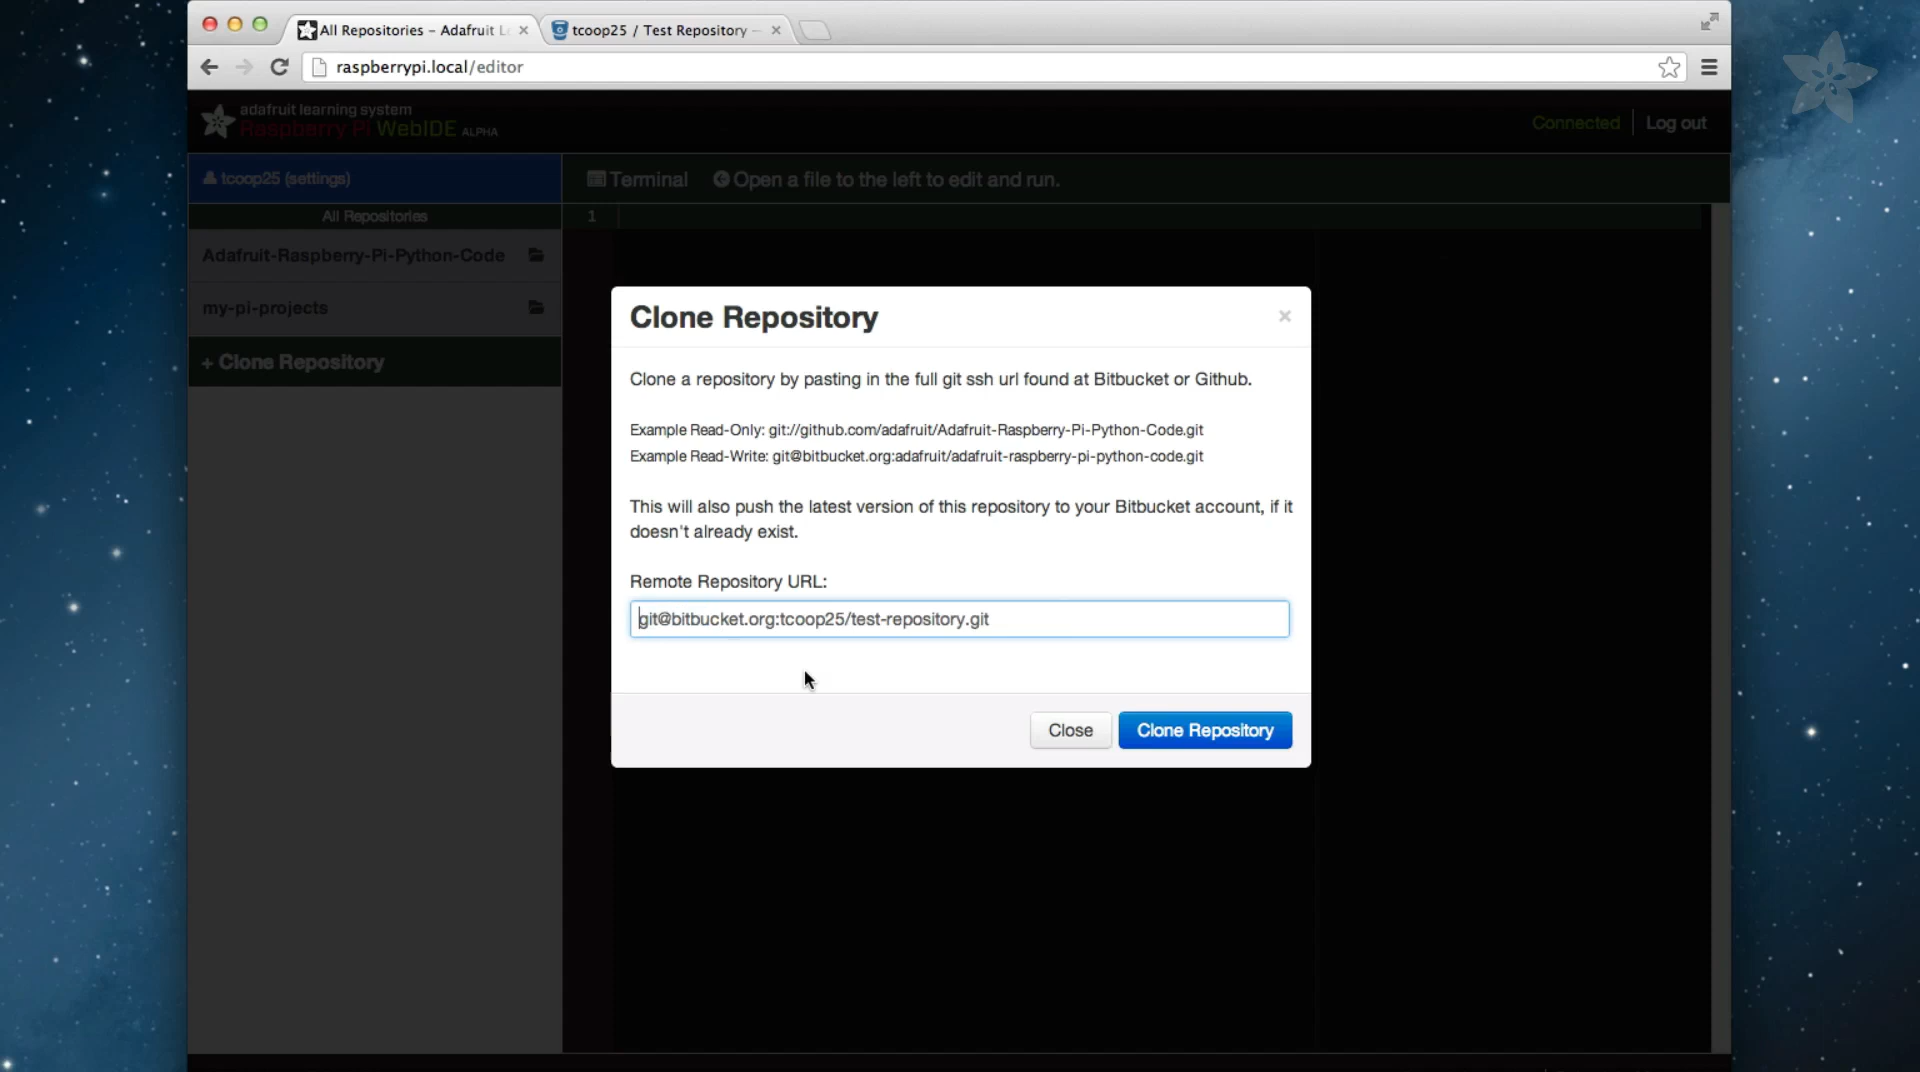 All Repositories – Adafruit L
tcoop25 / Test Repository –
raspberrypi.local/editor
adafruit learning system
Raspberry Pi WebIDE ALPHA
Connected
Log out
tcoop25 (settings)
Terminal
Open a file to the left to edit and run.
All Repositories
1
Adafruit-Raspberry-Pi-Python-Code
my-pi-projects
+ Clone Repository
Clone Repository
×
Clone a repository by pasting in the full git ssh url found at Bitbucket or Github.
Example Read-Only: git://github.com/adafruit/Adafruit-Raspberry-Pi-Python-Code.git
Example Read-Write: git@bitbucket.org:adafruit/adafruit-raspberry-pi-python-code.git
This will also push the latest version of this repository to your Bitbucket account, if it
doesn't already exist.
Remote Repository URL:
git@bitbucket.org:tcoop25/test-repository.git
Close
Clone Repository